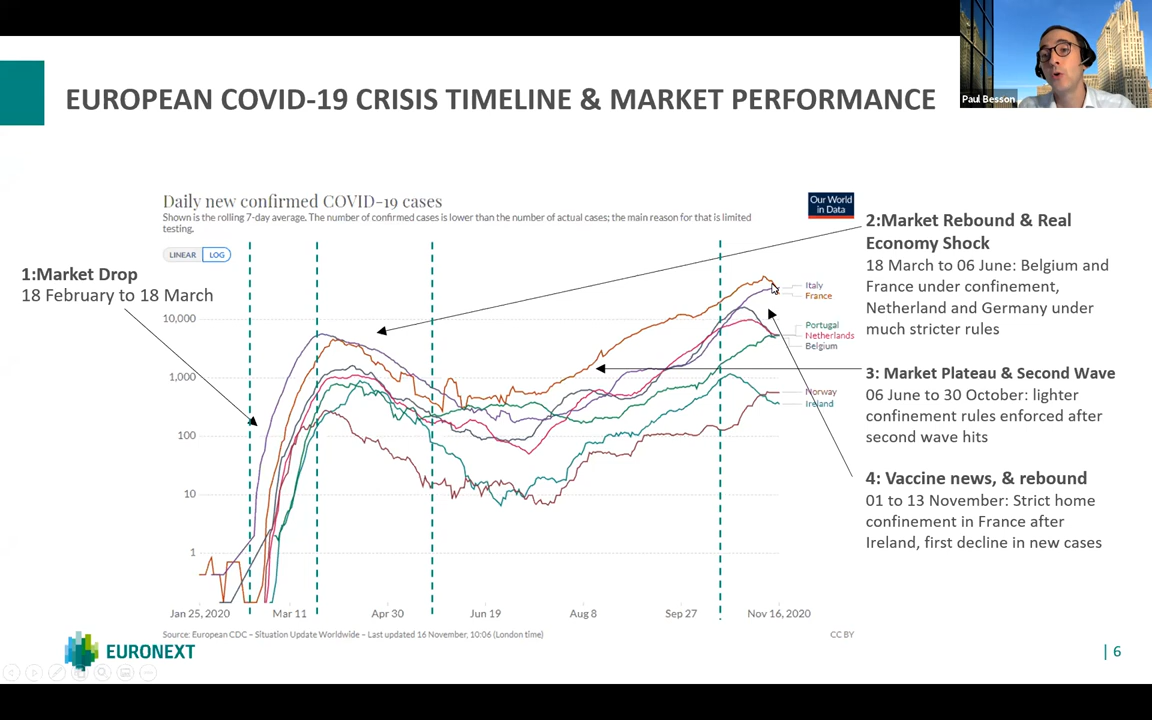 Paul Besson
EUROPEAN COVID-19 CRISIS TIMELINE & MARKET PERFORMANCE
Daily new confirmed COVID-19 cases
Shown is the rolling 7-day average. The number of confirmed cases is lower than the number of actual cases; the main reason for that is limited
testing.
Our World
in Data
LINEAR
LOG
1:Market Drop
18 February to 18 March
2:Market Rebound & Real
Economy Shock
18 March to 06 June: Belgium and
France under confinement,
Netherland and Germany under
much stricter rules
3: Market Plateau & Second Wave
06 June to 30 October: lighter
confinement rules enforced after
second wave hits
4: Vaccine news, & rebound
01 to 13 November: Strict home
confinement in France after
Ireland, first decline in new cases
10,000
1,000
100
10
1
Italy
France
Portugal
Netherlands
Belgium
Norway
Ireland
Jan 25, 2020
Mar 11
Apr 30
Jun 19
Aug 8
Sep 27
Nov 16, 2020
Source: European CDC – Situation Update Worldwide – Last updated 16 November, 10:06 (London time)
CC BY
EURONEXT
| 6